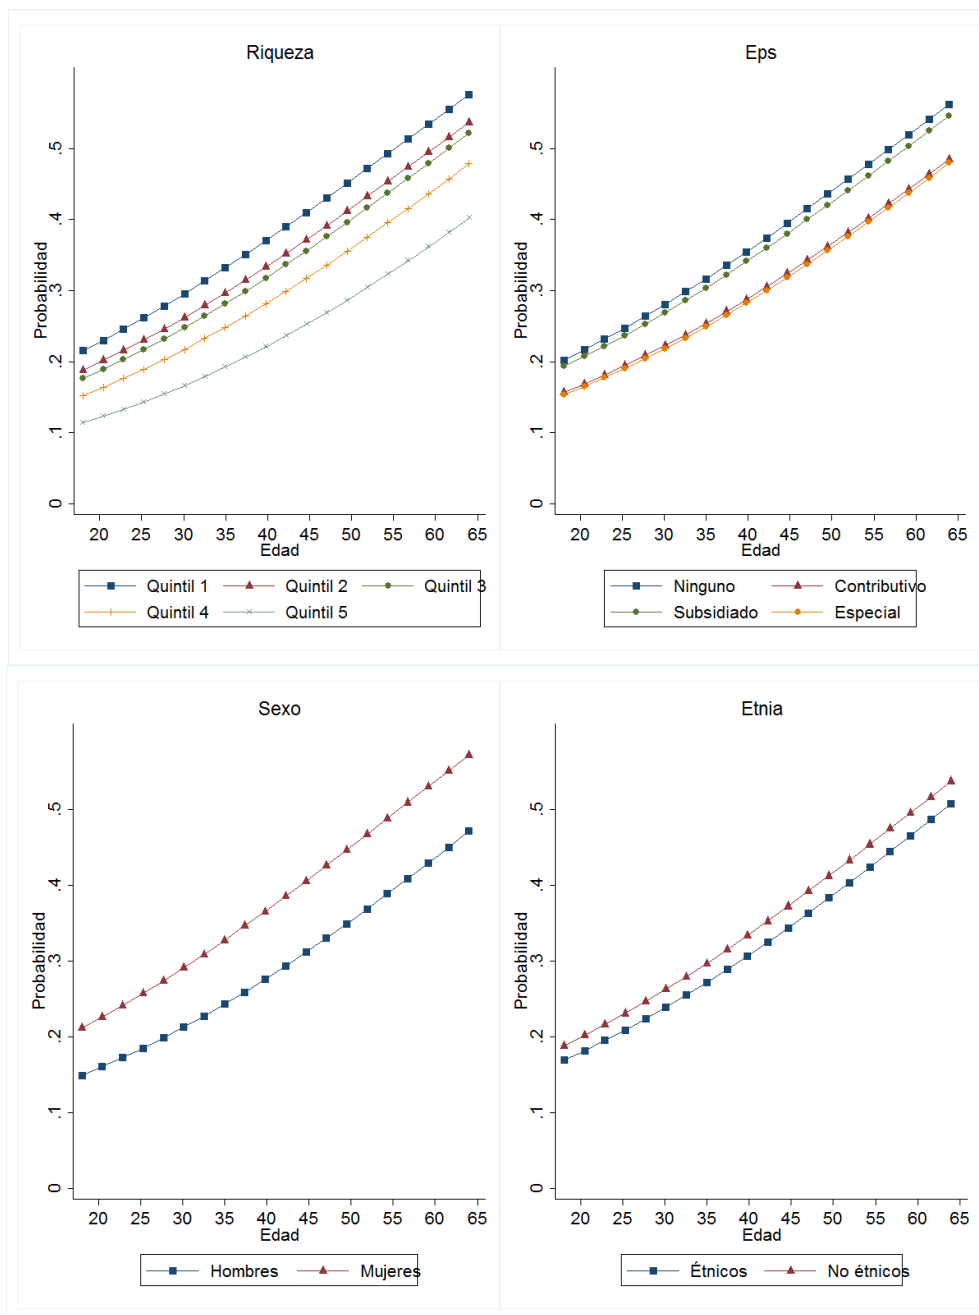 Riqueza
Probabilidad
0 .1 .2 .3 .4 .5
20 25 30 35 40 45 50 55 60 65
Edad
Quintil 1 Quintil 2 Quintil 3
Quintil 4 Quintil 5
Eps
Probabilidad
0 .1 .2 .3 .4 .5
20 25 30 35 40 45 50 55 60 65
Edad
Ninguno Contributivo
Subsidiado Especial
Sexo
Probabilidad
0 .1 .2 .3 .4 .5
20 25 30 35 40 45 50 55 60 65
Edad
Hombres Mujeres
Etnia
Probabilidad
0 .1 .2 .3 .4 .5
20 25 30 35 40 45 50 55 60 65
Edad
Étnicos No étnicos